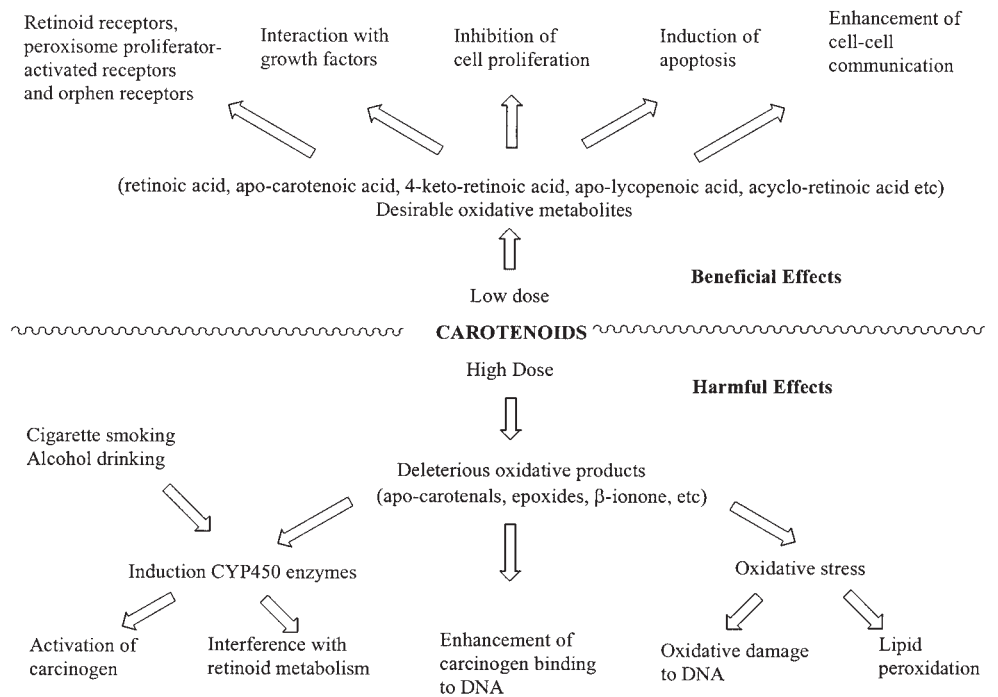 Retinoid receptors,
peroxisome proliferator-
activated receptors
and orphen receptors
Interaction with
growth factors
Inhibition of
cell proliferation
Induction of
apoptosis
Enhancement of
cell-cell
communication
(retinoic acid, apo-carotenoic acid, 4-keto-retinoic acid, apo-lycopenoic acid, acyclo-retinoic acid etc)
Desirable oxidative metabolites
Beneficial Effects
Low dose
CAROTENOIDS
High Dose
Harmful Effects
Cigarette smoking
Alcohol drinking
Deleterious oxidative products
(apo-carotenals, epoxides, β-ionone, etc)
Induction CYP450 enzymes
Oxidative stress
Activation of
carcinogen
Interference with
retinoid metabolism
Enhancement of
carcinogen binding
to DNA
Oxidative damage
to DNA
Lipid
peroxidation